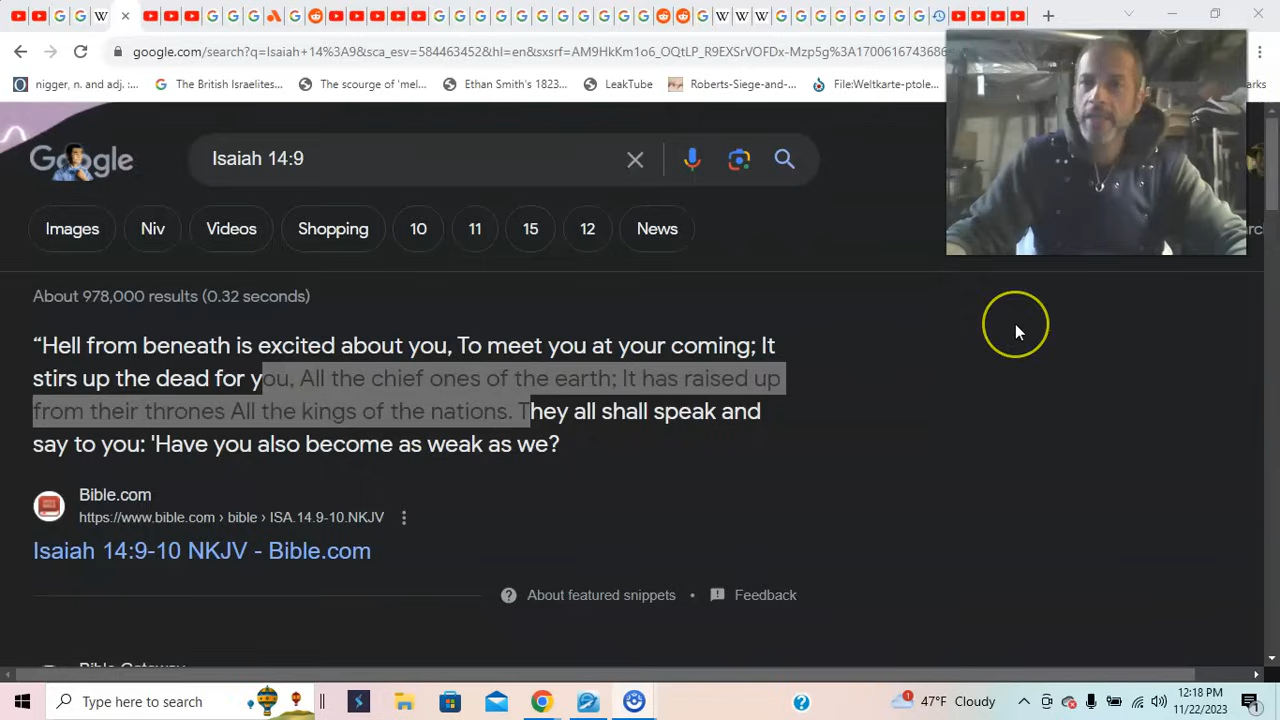 google.com/search?q=Isaiah+14%3A9&sca_esv=584463452&hl=en&sxsrf=AM9HkKm1o6_OQtLP_R9EXSrVOFDx-Mzp5g%3A1700616743686
nigger, n. and adj. :... The British Israelites... The scourge of 'mel... Ethan Smith's 1823... LeakTube Roberts-Siege-and-... File:Weltkarte-ptole... arks
Google Isaiah 14:9
Images Niv Videos Shopping 10 11 15 12 News
About 978,000 results (0.32 seconds)
“Hell from beneath is excited about you, To meet you at your coming; It
stirs up the dead for you, All the chief ones of the earth; It has raised up
from their thrones All the kings of the nations. They all shall speak and
say to you: 'Have you also become as weak as we?
Bible.com
https://www.bible.com › bible › ISA.14.9-10.NKJV
Isaiah 14:9-10 NKJV - Bible.com
About featured snippets • Feedback
Type here to search 47°F Cloudy 12:18 PM
11/22/2023